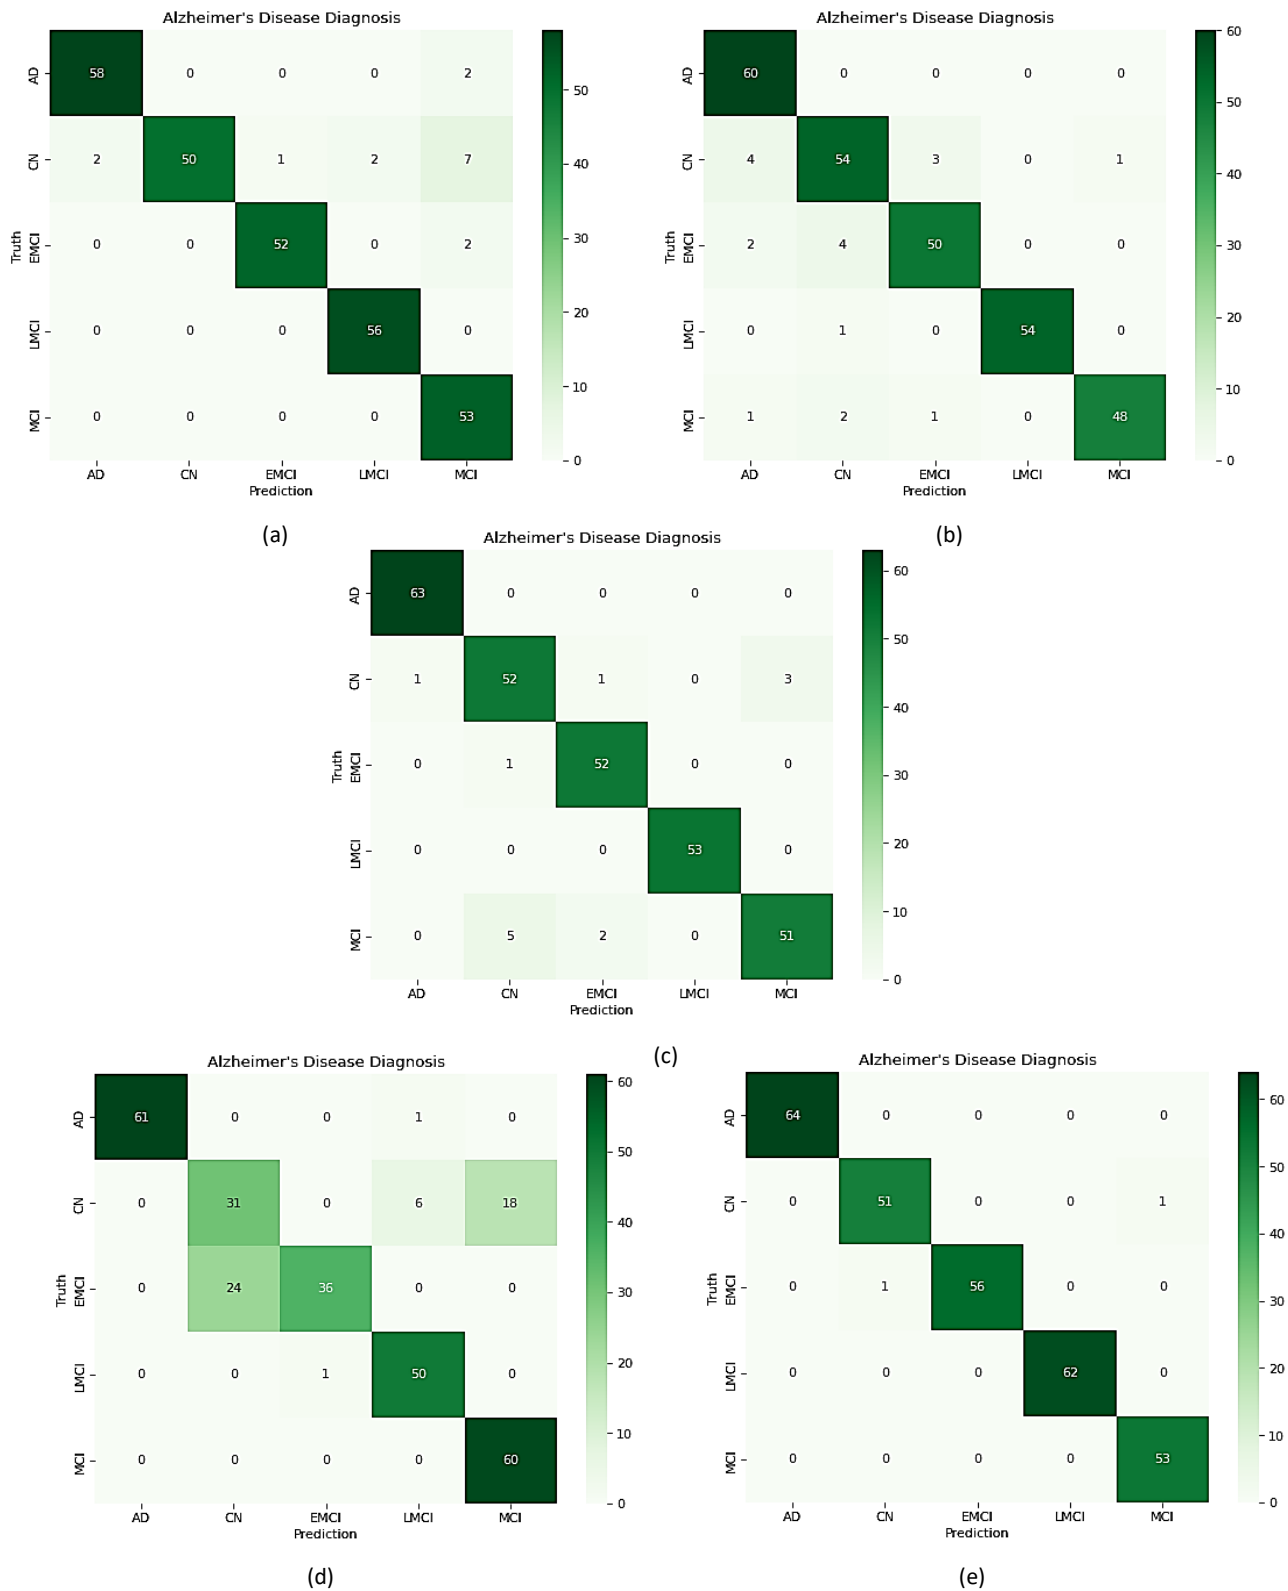 Alzheimer's Disease Diagnosis
AD 58 0 0 0 2
CN 2 50 1 2 7
EMCI 0 0 52 0 2
LMCI 0 0 0 56 0
MCI 0 0 0 0 53
Truth
AD CN EMCI LMCI MCI
Prediction
50
40
30
20
10
0
(a)
Alzheimer's Disease Diagnosis
AD 60 0 0 0 0
CN 4 54 3 0 1
EMCI 2 4 50 0 0
LMCI 0 1 0 54 0
MCI 1 2 1 0 48
Truth
AD CN EMCI LMCI MCI
Prediction
60
50
40
30
20
10
0
(b)
Alzheimer's Disease Diagnosis
AD 63 0 0 0 0
CN 1 52 1 0 3
EMCI 0 1 52 0 0
LMCI 0 0 0 53 0
MCI 0 5 2 0 51
Truth
AD CN EMCI LMCI MCI
Prediction
60
50
40
30
20
10
0
(c)
Alzheimer's Disease Diagnosis
AD 61 0 0 1 0
CN 0 31 0 6 18
EMCI 0 24 36 0 0
LMCI 0 0 1 50 0
MCI 0 0 0 0 60
Truth
AD CN EMCI LMCI MCI
Prediction
60
50
40
30
20
10
0
(d)
Alzheimer's Disease Diagnosis
AD 64 0 0 0 0
CN 0 51 0 0 1
EMCI 0 1 56 0 0
LMCI 0 0 0 62 0
MCI 0 0 0 0 53
Truth
AD CN EMCI LMCI MCI
Prediction
60
50
40
30
20
10
0
(e)